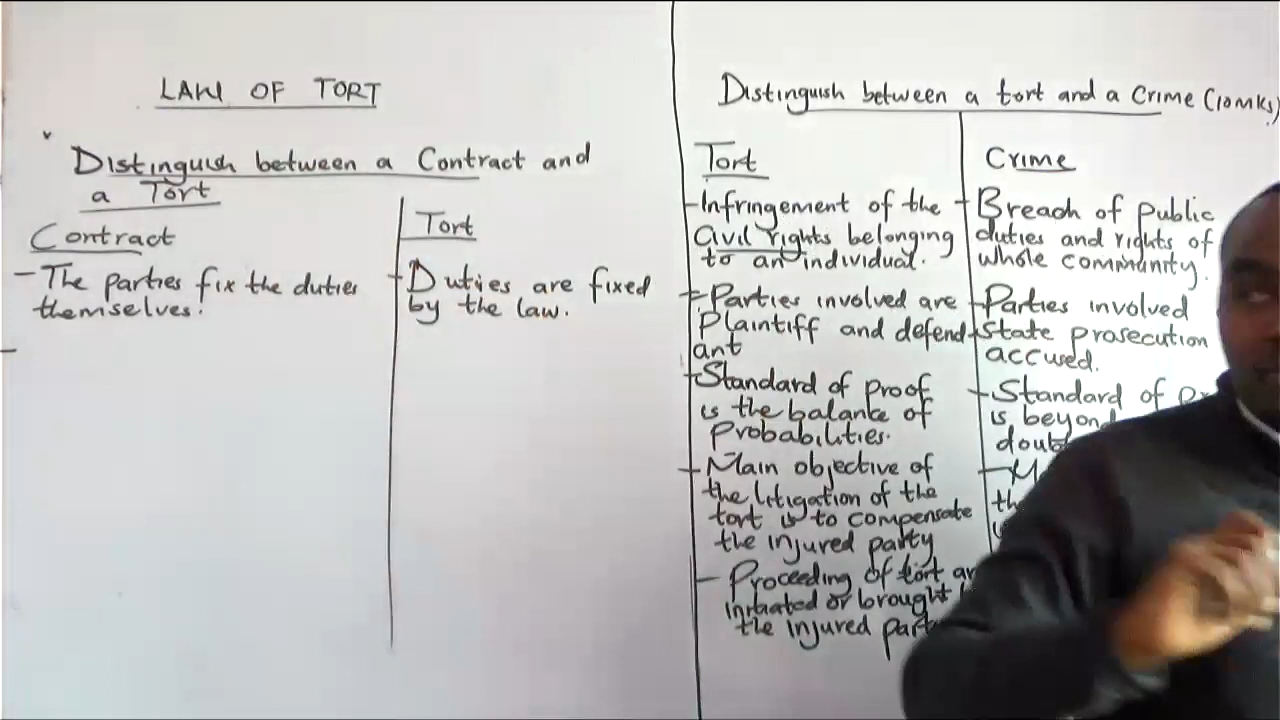 LAW OF TORT
Distinguish between a Contract and
a Tort
Contract
- The parties fix the duties
themselves.
-
Tort
- Duties are fixed
by the law.
Distinguish between a tort and a Crime (10mks)
Tort
- Infringement of the
civil rights belonging
to an individual.
- Parties involved are
Plaintiff and defend
ant
- Standard of proof
is the balance of
Probabilities.
- Main objective of
the litigation of the
tort is to compensate
the injured party
- Proceeding of tort
initiated or brought
the injured
Crime
- Breach of public
duties and rights of
whole community.
- Parties involved
State prosecution
accused.
- Standard of
is